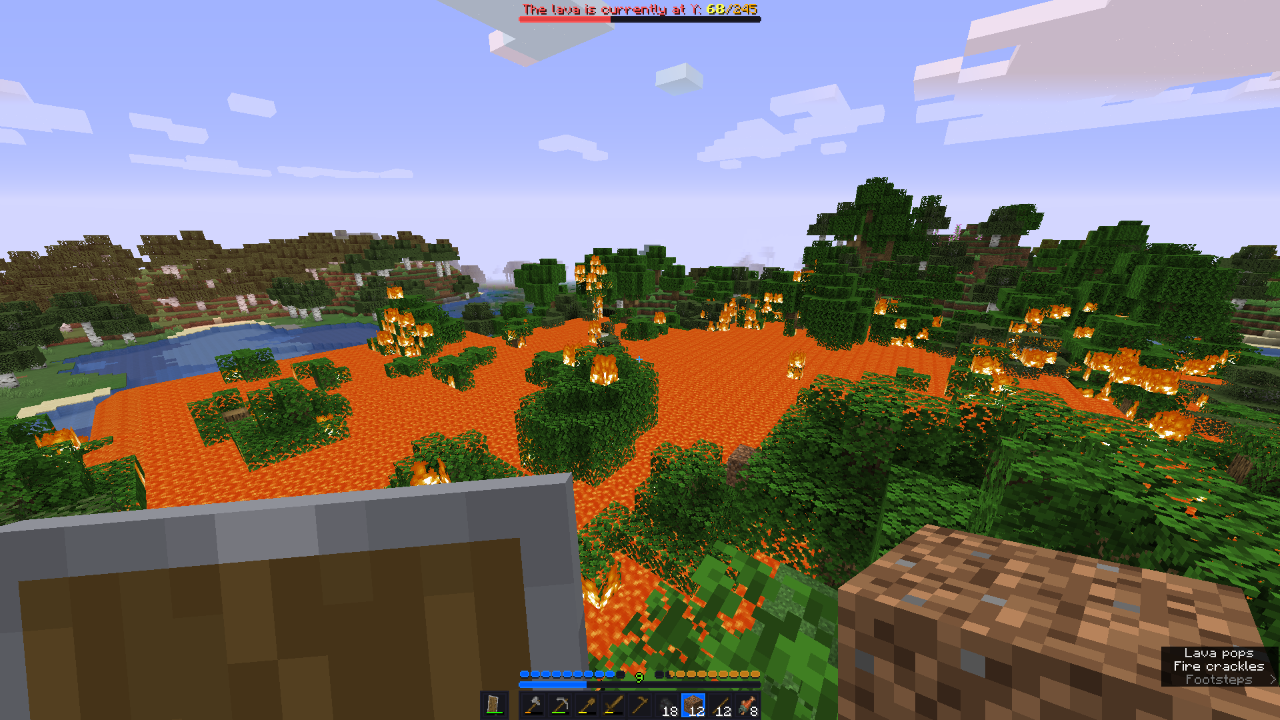 The lava is currently at Y: 68/245
9
18 12 12 8
Lava pops
Fire crackles
Footsteps >